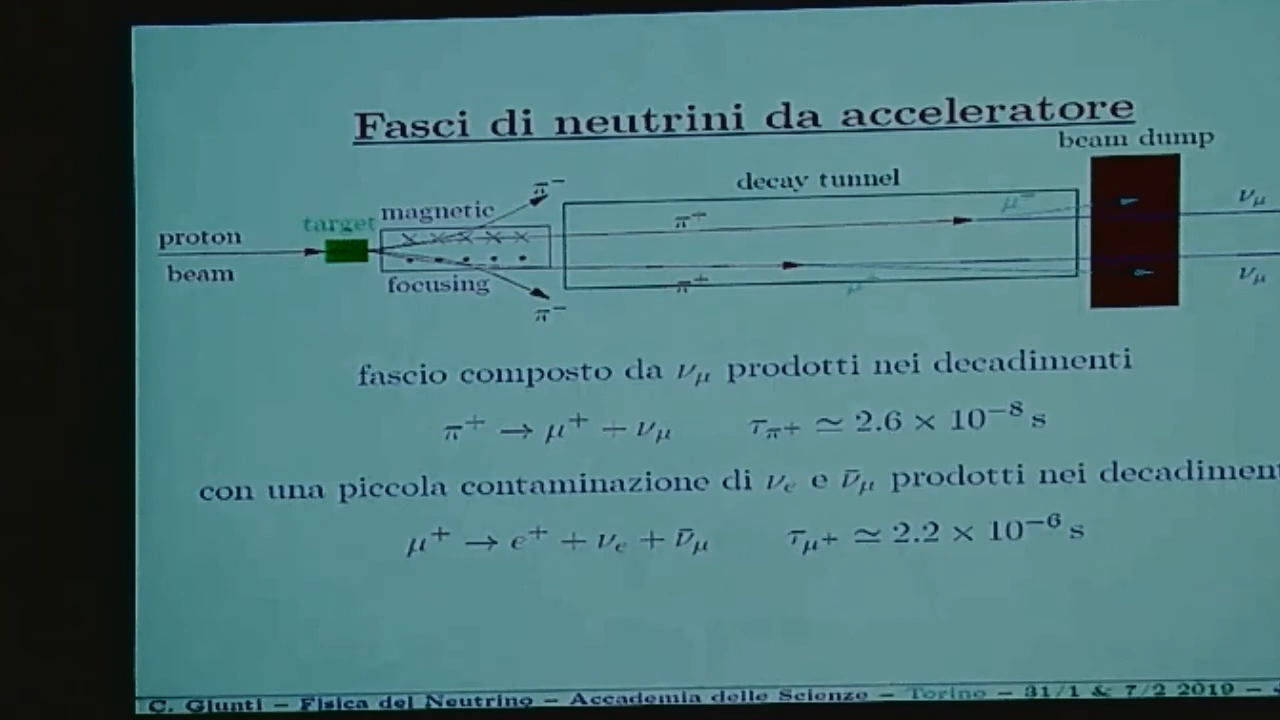 Fasci di neutrini da acceleratore
beam dump
decay tunnel
π⁻
magnetic
target
proton
beam
focusing
π⁻
π⁺
π⁺
ν_μ
ν_μ
fascio composto da ν_μ prodotti nei decadimenti
π⁺ → μ⁺ + ν_μ τ_π⁺ ≃ 2.6 × 10⁻⁸ s
con una piccola contaminazione di ν_e e ν̄_μ prodotti nei decadiment
μ⁺ → e⁺ + ν_e + ν̄_μ τ_μ⁺ ≃ 2.2 × 10⁻⁶ s
C. Giunti – Fisica del Neutrino – Accademia delle Scienze – Torino – 31/1 & 7/2 2019 –